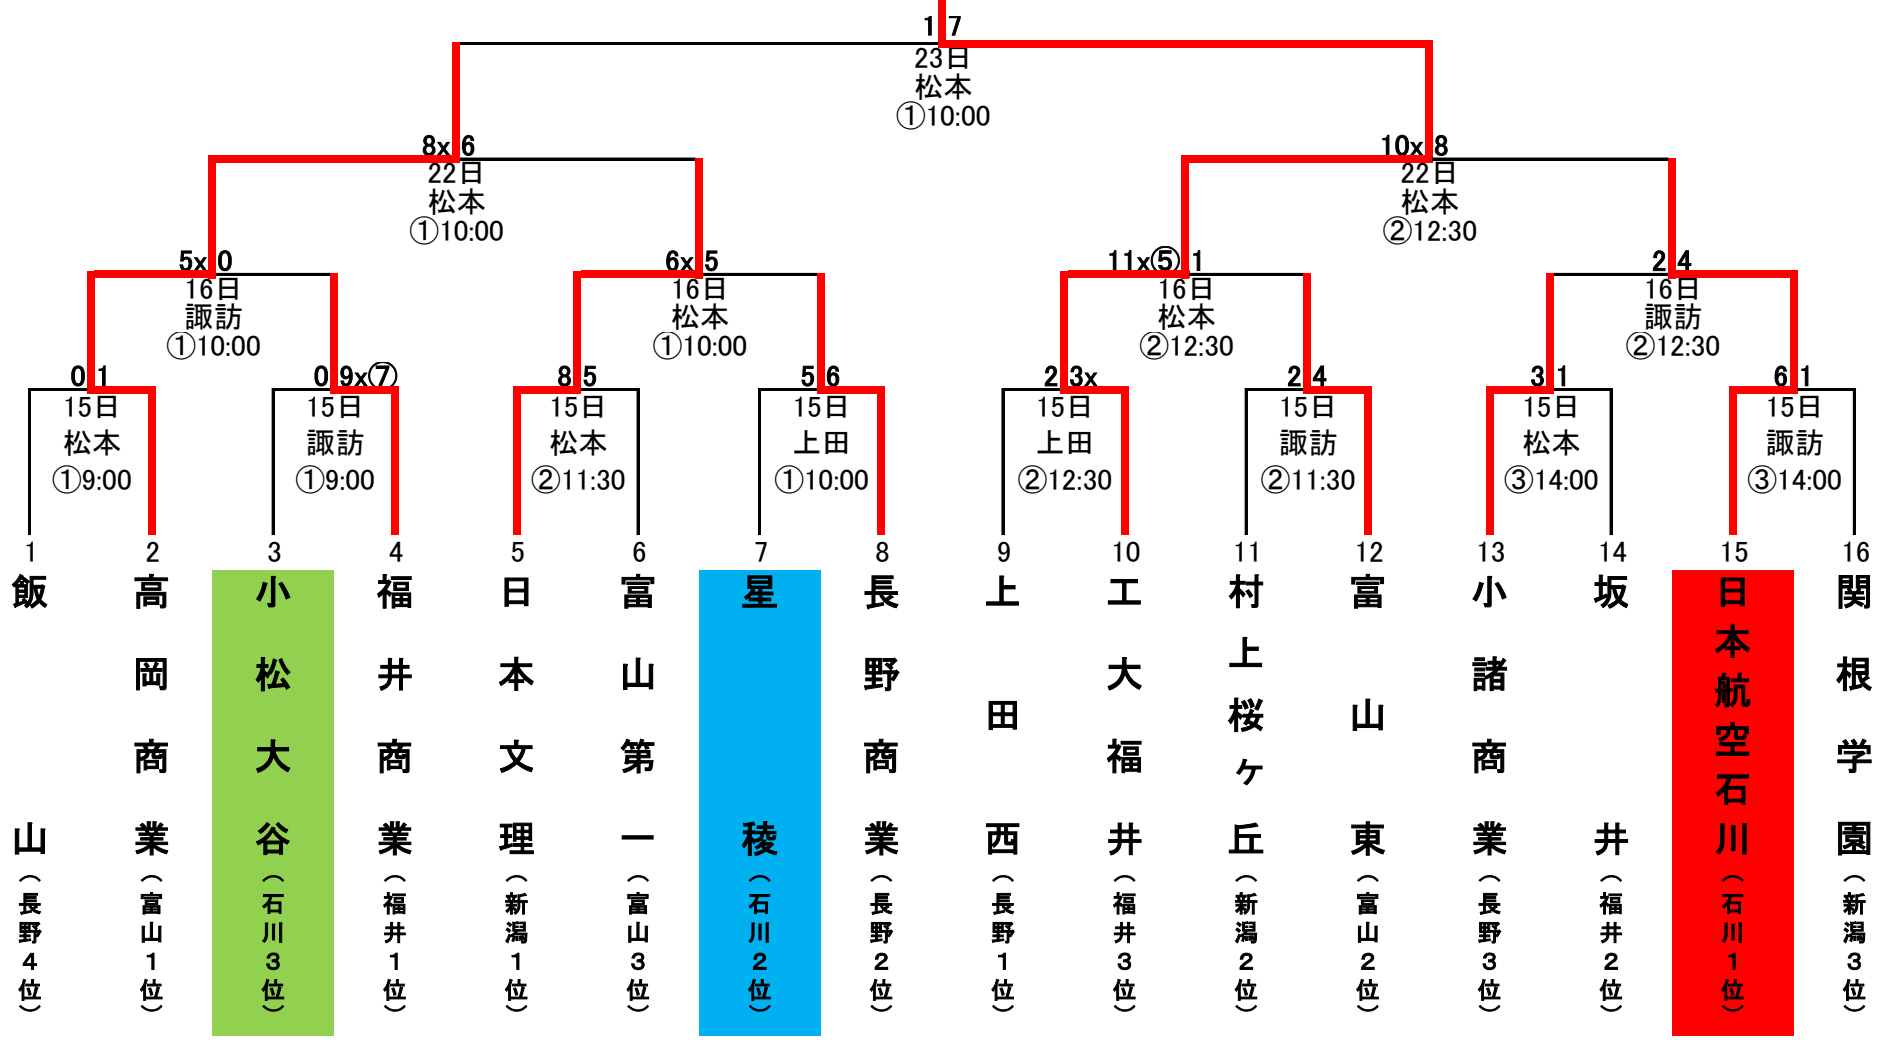 1 7
23日
松本
①10:00
8x 6
22日
松本
①10:00
10x 8
22日
松本
②12:30
5x 0
16日
諏訪
①10:00
6x 5
16日
松本
①10:00
11x⑤ 1
16日
松本
②12:30
2 4
16日
諏訪
②12:30
0 1
15日
松本
①9:00
0 9x⑦
15日
諏訪
①9:00
8 5
15日
松本
②11:30
5 6
15日
上田
①10:00
2 3x
15日
上田
②12:30
2 4
15日
諏訪
②11:30
3 1
15日
松本
③14:00
6 1
15日
諏訪
③14:00
1
飯山(長野4位)
2
高岡商業(富山1位)
3
小松大谷(石川3位)
4
福井商業(福井1位)
5
日本文理(新潟1位)
6
富山第一(富山3位)
7
星稜(石川2位)
8
長野商業(長野2位)
9
上田西(長野1位)
10
工大福井(福井3位)
11
村上桜ヶ丘(新潟2位)
12
富山東(富山2位)
13
小諸商業(長野3位)
14
坂井(福井2位)
15
日本航空石川(石川1位)
16
関根学園(新潟3位)